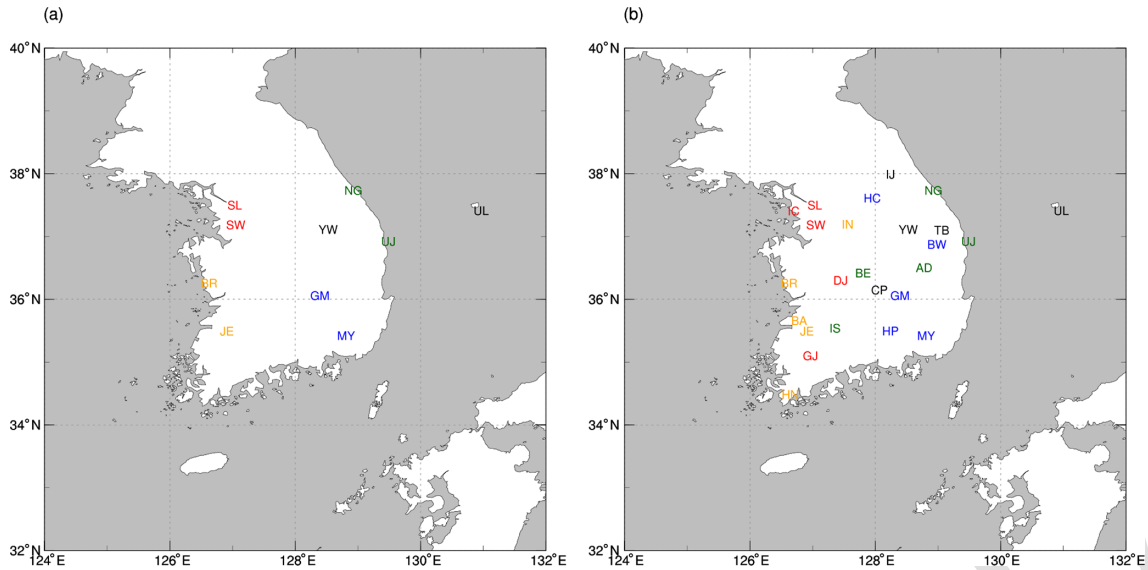 (a)
40°N
38°N
36°N
34°N
32°N
124°E
126°E
128°E
130°E
132°E
NG
SL
SW
YW
UL
UJ
BR
GM
JE
MY
(b)
40°N
38°N
36°N
34°N
32°N
124°E
126°E
128°E
130°E
132°E
IJ
NG
HC
SL
IC
SW
IN
YW
TB
UL
BW
UJ
AD
BE
DJ
BR
CP
GM
BA
JE
IS
HP
MY
GJ
HN